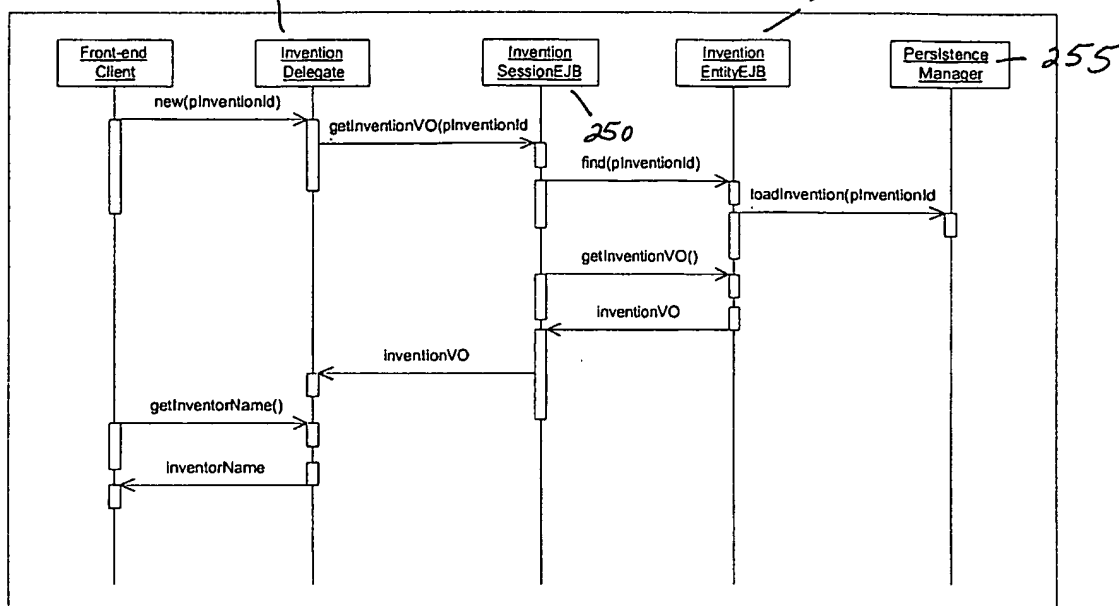 Front-end
Client
Invention
Delegate
Invention
SessionEJB
Invention
EntityEJB
Persistence
Manager
255
250
new(pInventionId)
getInventionVO(pInventionId
find(pInventionId)
loadInvention(pInventionId
getInventionVO()
inventionVO
inventionVO
getInventorName()
inventorName